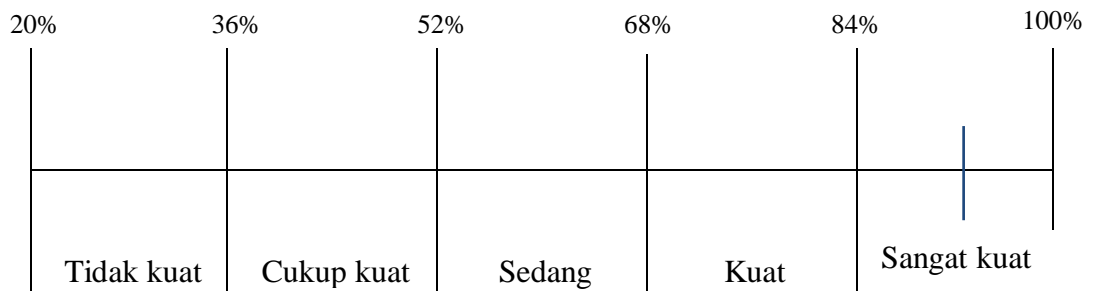 20% 36% 52% 68% 84% 100%
Tidak kuat Cukup kuat Sedang Kuat Sangat kuat